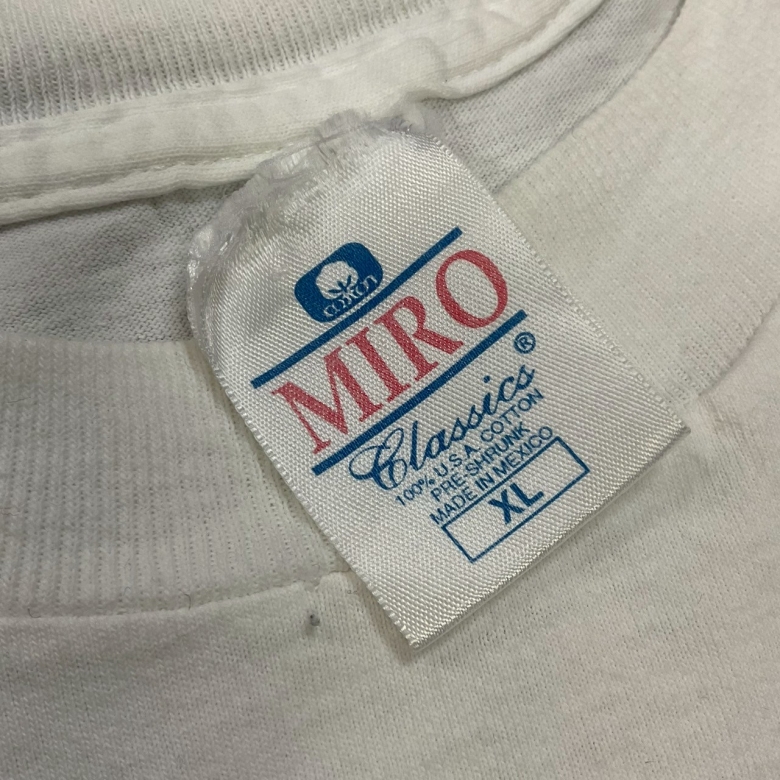 COTTON
MIRO
®
Classics
100% U.S.A. COTTON
PRE-SHRUNK
MADE IN MEXICO
XL